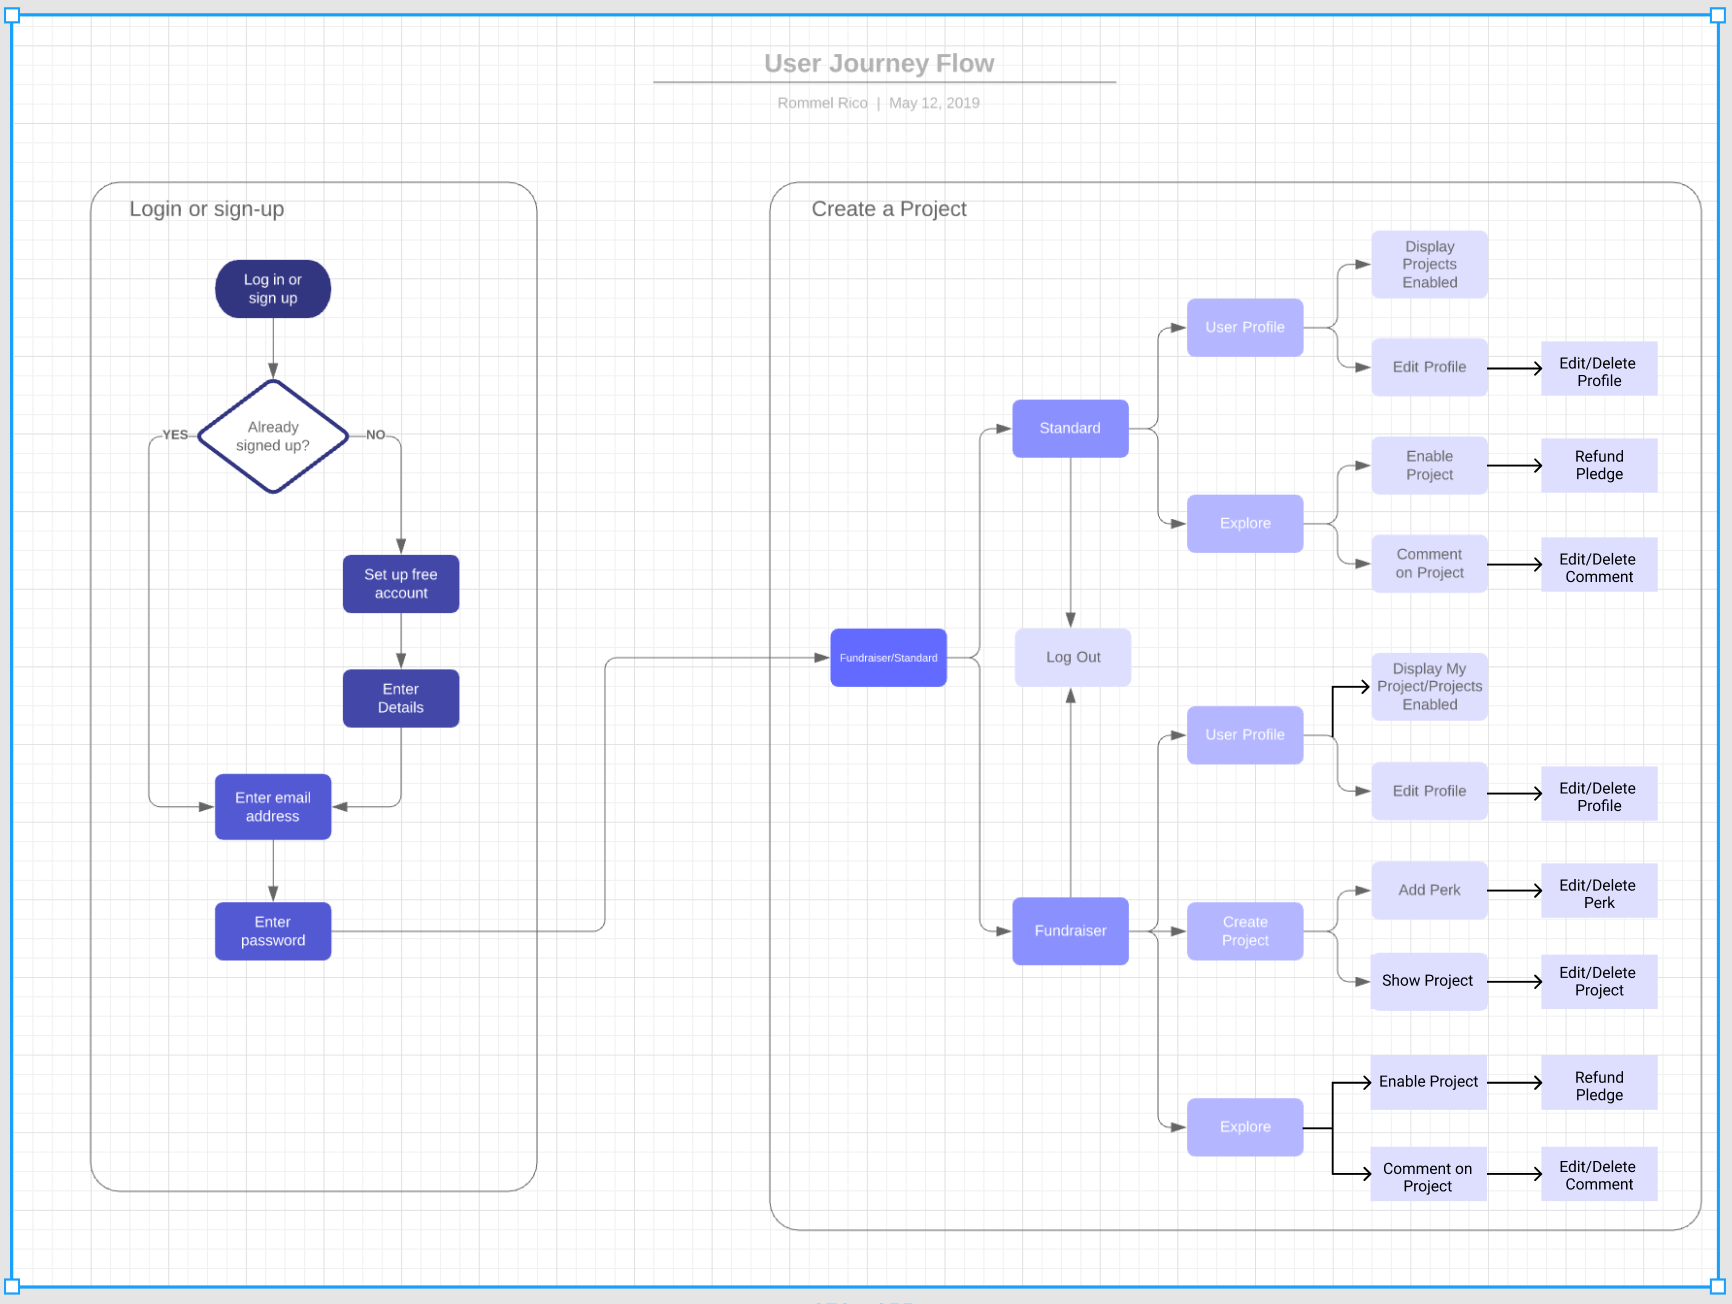 User Journey Flow
Rommel Rico | May 12, 2019
Login or sign-up
Log in or
sign up
Already
signed up?
YES
NO
Set up free
account
Enter
Details
Enter email
address
Enter
password
Create a Project
Fundraiser/Standard
Standard
Log Out
Fundraiser
User Profile
Display
Projects
Enabled
Edit Profile
Edit/Delete
Profile
Explore
Enable
Project
Refund
Pledge
Comment
on Project
Edit/Delete
Comment
User Profile
Display My
Project/Projects
Enabled
Edit Profile
Edit/Delete
Profile
Create
Project
Add Perk
Edit/Delete
Perk
Show Project
Edit/Delete
Project
Explore
Enable Project
Refund
Pledge
Comment on
Project
Edit/Delete
Comment